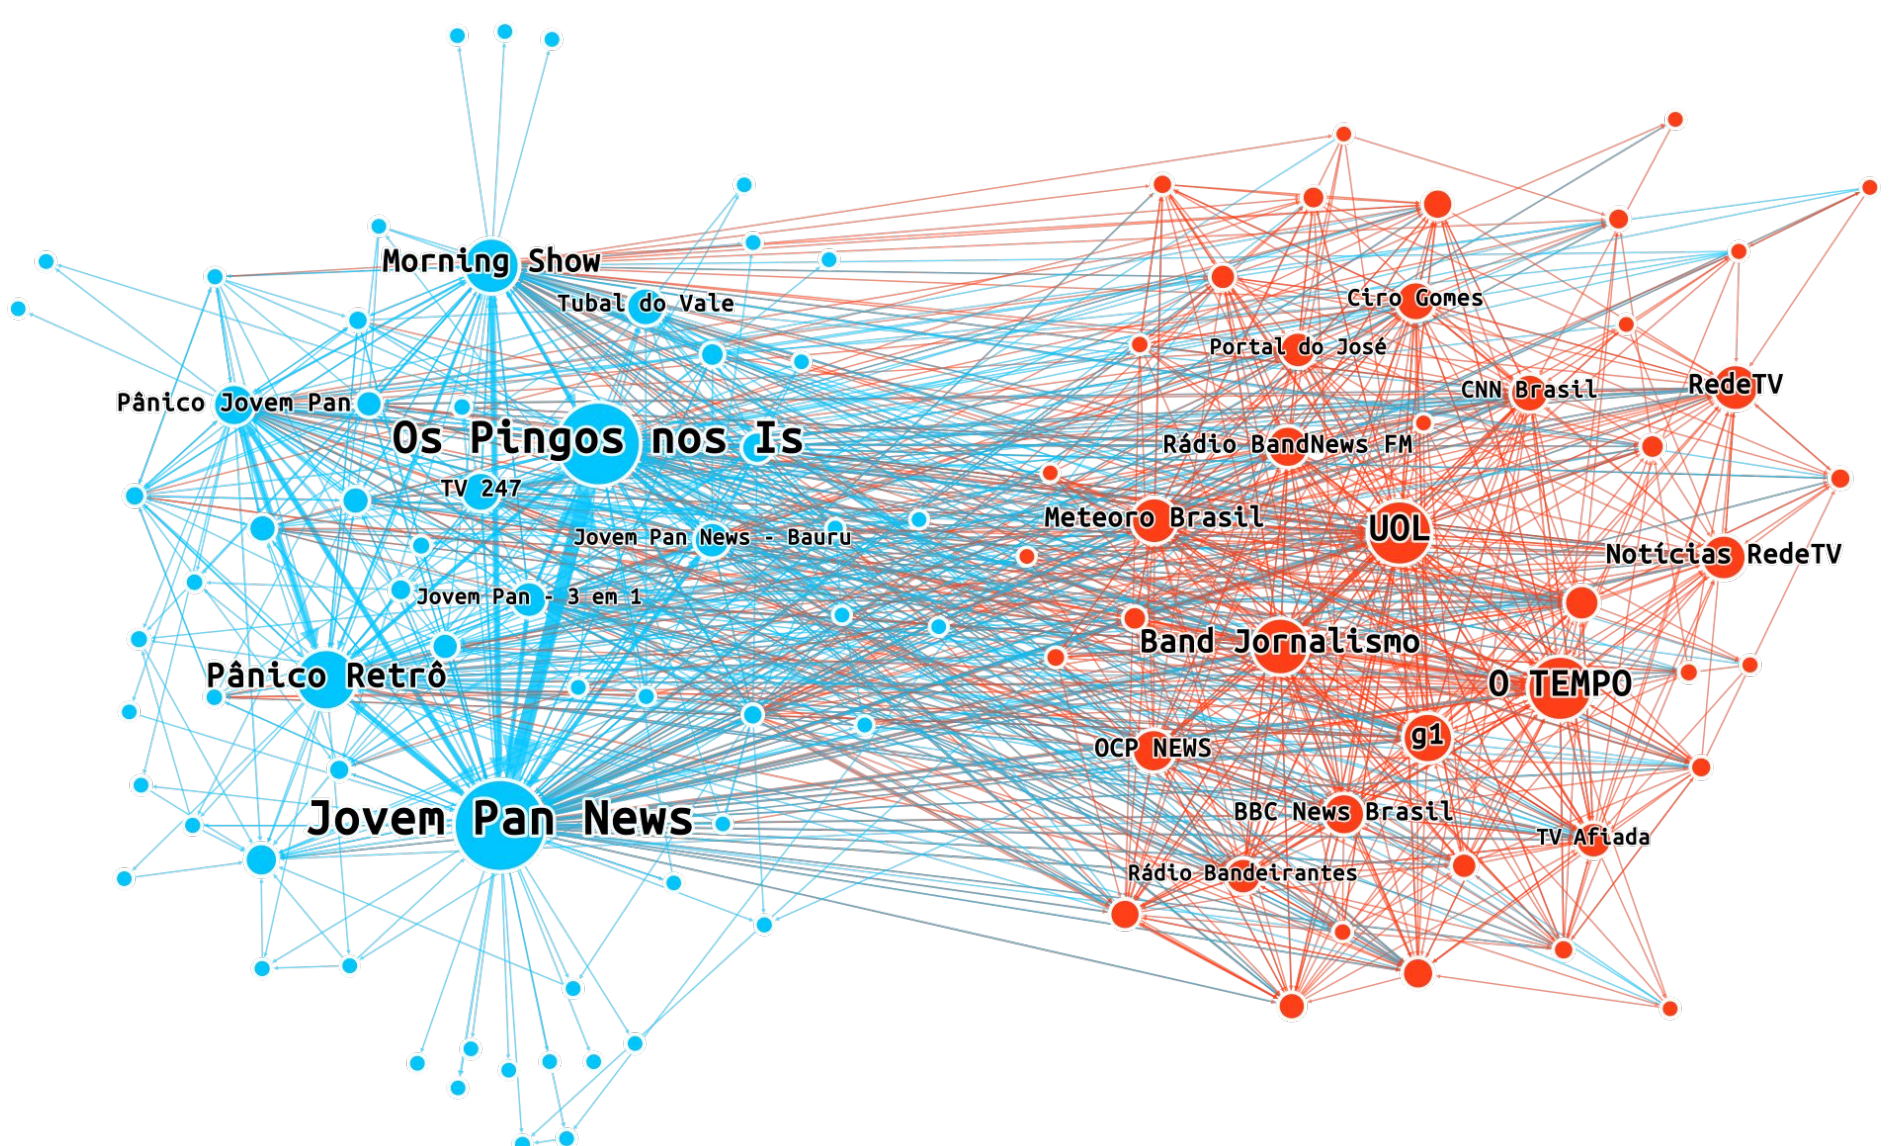 Morning Show
Tubal do Vale
Ciro Gomes
Portal do José
CNN Brasil
RedeTV
Pânico Jovem Pan
Os Pingos nos Is
Rádio BandNews FM
TV 247
Meteoro Brasil
UOL
Jovem Pan News - Bauru
Notícias RedeTV
Jovem Pan - 3 em 1
Band Jornalismo
Pânico Retrô
O TEMPO
g1
OCP NEWS
Jovem Pan News
BBC News Brasil
TV Afiada
Rádio Bandeirantes